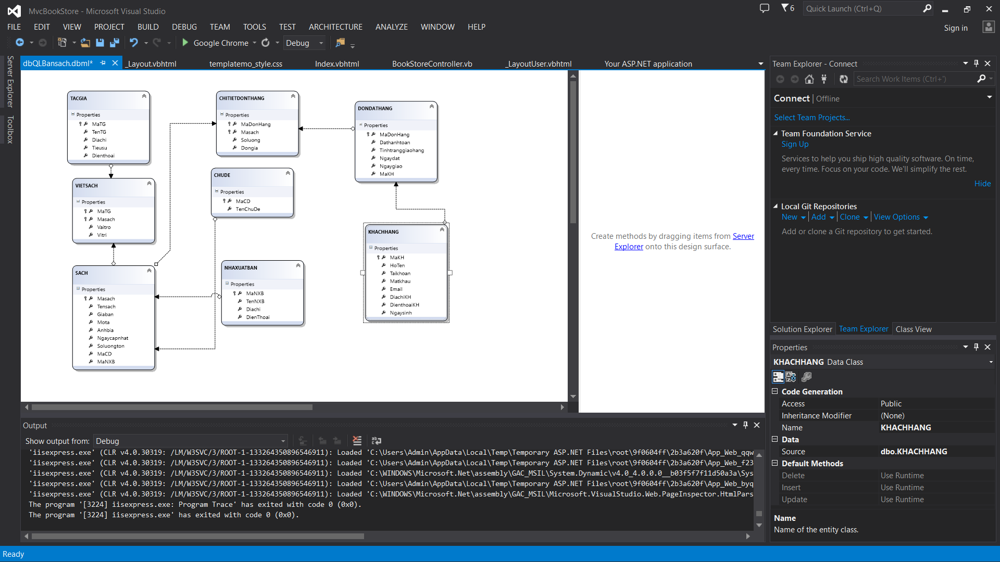 MvcBookStore - Microsoft Visual Studio
6
Quick Launch (Ctrl+Q)
FILE EDIT VIEW PROJECT BUILD DEBUG TEAM TOOLS TEST ARCHITECTURE ANALYZE WINDOW HELP
Sign in
Google Chrome
Debug
Server Explorer
Toolbox
dbQLBansach.dbml*
_Layout.vbhtml
templatemo_style.css
Index.vbhtml
BookStoreController.vb
_LayoutUser.vbhtml
Your ASP.NET application
TACGIA
Properties
MaTG
TenTG
Diachi
Tieusu
Dienthoai
VIETSACH
Properties
MaTG
Masach
Vaitro
Vitri
SACH
Properties
Masach
Tensach
Giaban
Mota
Anhbia
Ngaycapnhat
Soluongton
MaCD
MaNXB
CHITIETDONTHANG
Properties
MaDonHang
Masach
Soluong
Dongia
CHUDE
Properties
MaCD
TenChuDe
NHAXUATBAN
Properties
MaNXB
TenNXB
Diachi
DienThoai
DONDATHANG
Properties
MaDonHang
Dathanhtoan
Tinhtranggiaohang
Ngaydat
Ngaygiao
MaKH
KHACHHANG
Properties
MaKH
HoTen
Taikhoan
Matkhau
Email
DiachiKH
DienthoaiKH
Ngaysinh
Create methods by dragging items from Server
Explorer onto this design surface.
Output
Show output from: Debug
'iisexpress.exe' (CLR v4.0.30319: /LM/W3SVC/3/ROOT-1-133264350896546911): Loaded 'C:\Users\Admin\AppData\Local\Temp\Temporary ASP.NET Files\root\9f0604ff\2b3a620f\App_Web_qqw
'iisexpress.exe' (CLR v4.0.30319: /LM/W3SVC/3/ROOT-1-133264350896546911): Loaded 'C:\Users\Admin\AppData\Local\Temp\Temporary ASP.NET Files\root\9f0604ff\2b3a620f\App_Web_f23
'iisexpress.exe' (CLR v4.0.30319: /LM/W3SVC/3/ROOT-1-133264350896546911): Loaded 'C:\WINDOWS\Microsoft.Net\assembly\GAC_MSIL\System.Dynamic\v4.0_4.0.0.0__b03f5f7f11d50a3a\Sys
'iisexpress.exe' (CLR v4.0.30319: /LM/W3SVC/3/ROOT-1-133264350896546911): Loaded 'C:\Users\Admin\AppData\Local\Temp\Temporary ASP.NET Files\root\9f0604ff\2b3a620f\App_Web_byq
'iisexpress.exe' (CLR v4.0.30319: /LM/W3SVC/3/ROOT-1-133264350896546911): Loaded 'C:\WINDOWS\Microsoft.Net\assembly\GAC_MSIL\Microsoft.VisualStudio.Web.PageInspector.HtmlPars
The program '[3224] iisexpress.exe: Program Trace' has exited with code 0 (0x0).
The program '[3224] iisexpress.exe' has exited with code 0 (0x0).
Team Explorer - Connect
Search Work Items (Ctrl+')
Connect | Offline
Select Team Projects...
Team Foundation Service
Sign Up
Services to help you ship high quality software. On time,
every time. Focus on your code. We'll simplify the rest.
Hide
Local Git Repositories
New Add Clone View Options
Add or clone a Git repository to get started.
Solution Explorer Team Explorer Class View
Properties
KHACHHANG Data Class
Code Generation
Access Public
Inheritance Modifier (None)
Name KHACHHANG
Data
Source dbo.KHACHHANG
Default Methods
Delete Use Runtime
Insert Use Runtime
Update Use Runtime
Name
Name of the entity class.
Ready